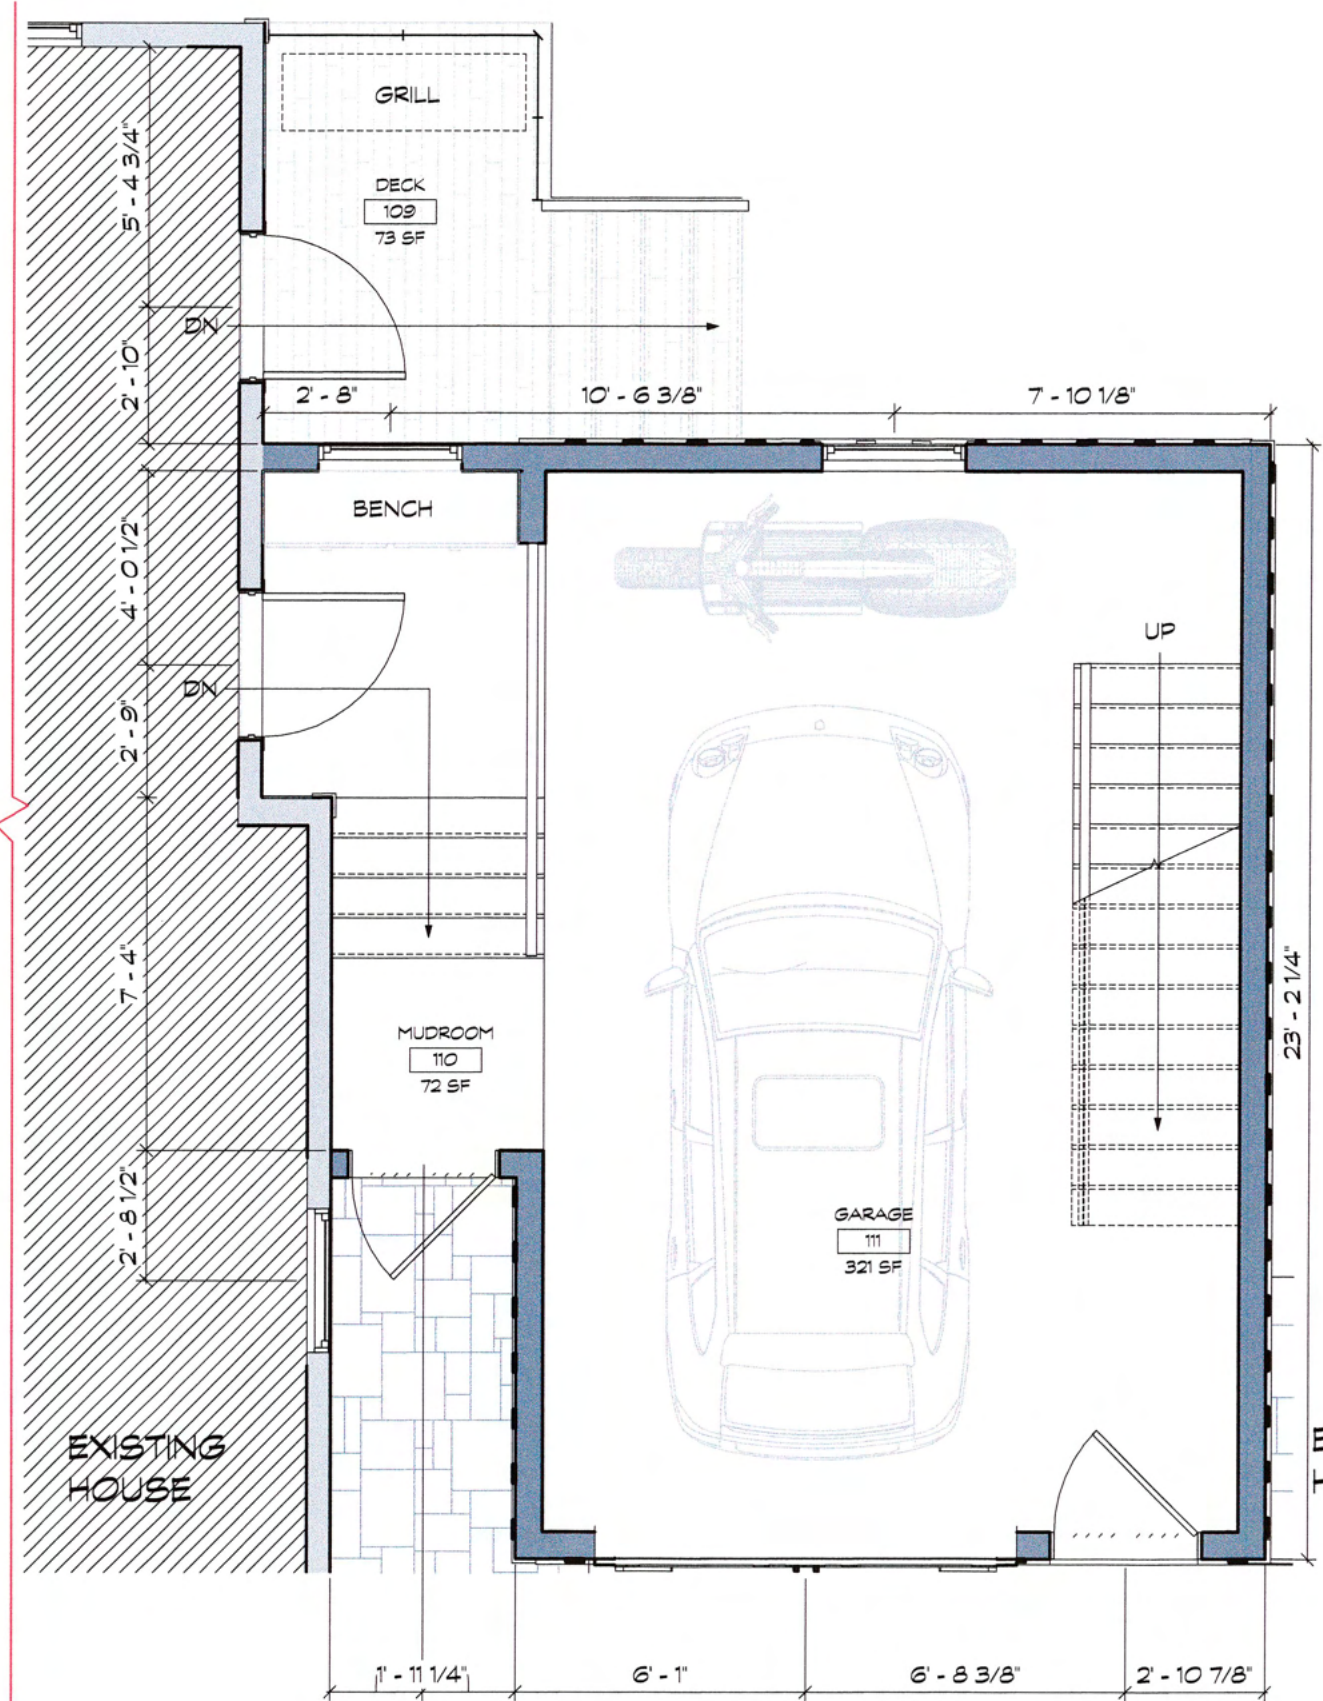 GRILL
5' - 4 3/4"
DECK
109
73 SF
DN
2' - 10"
2' - 8"
10' - 6 3/8"
7' - 10 1/8"
BENCH
4' - 0 1/2"
UP
DN
2' - 9"
7' - 4"
23' - 2 1/4"
MUDROOM
110
72 SF
2' - 8 1/2"
GARAGE
111
321 SF
EXISTING
HOUSE
1' - 11 1/4"
6' - 1"
6' - 8 3/8"
2' - 10 7/8"